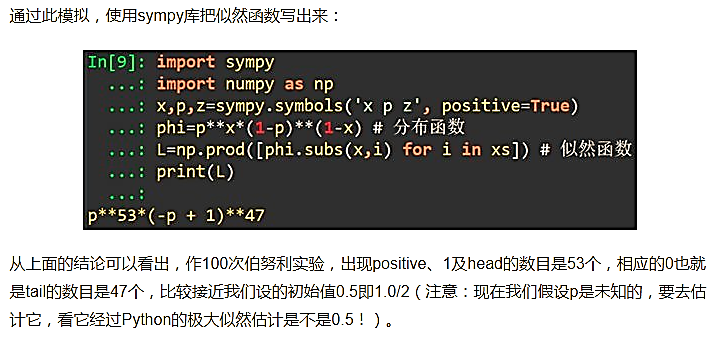 通过此模拟，使用sympy库把似然函数写出来：
In[9]: import sympy
...: import numpy as np
...: x,p,z=sympy.symbols('x p z', positive=True)
...: phi=p**x*(1-p)**(1-x) # 分布函数
...: L=np.prod([phi.subs(x,i) for i in xs]) # 似然函数
...: print(L)
...:
p**53*(-p + 1)**47
从上面的结论可以看出，作100次伯努利实验，出现positive、1及head的数目是53个，相应的0也就
是tail的数目是47个，比较接近我们设的初始值0.5即1.0/2（注意：现在我们假设p是未知的，要去估
计它，看它经过Python的极大似然估计是不是0.5！）。